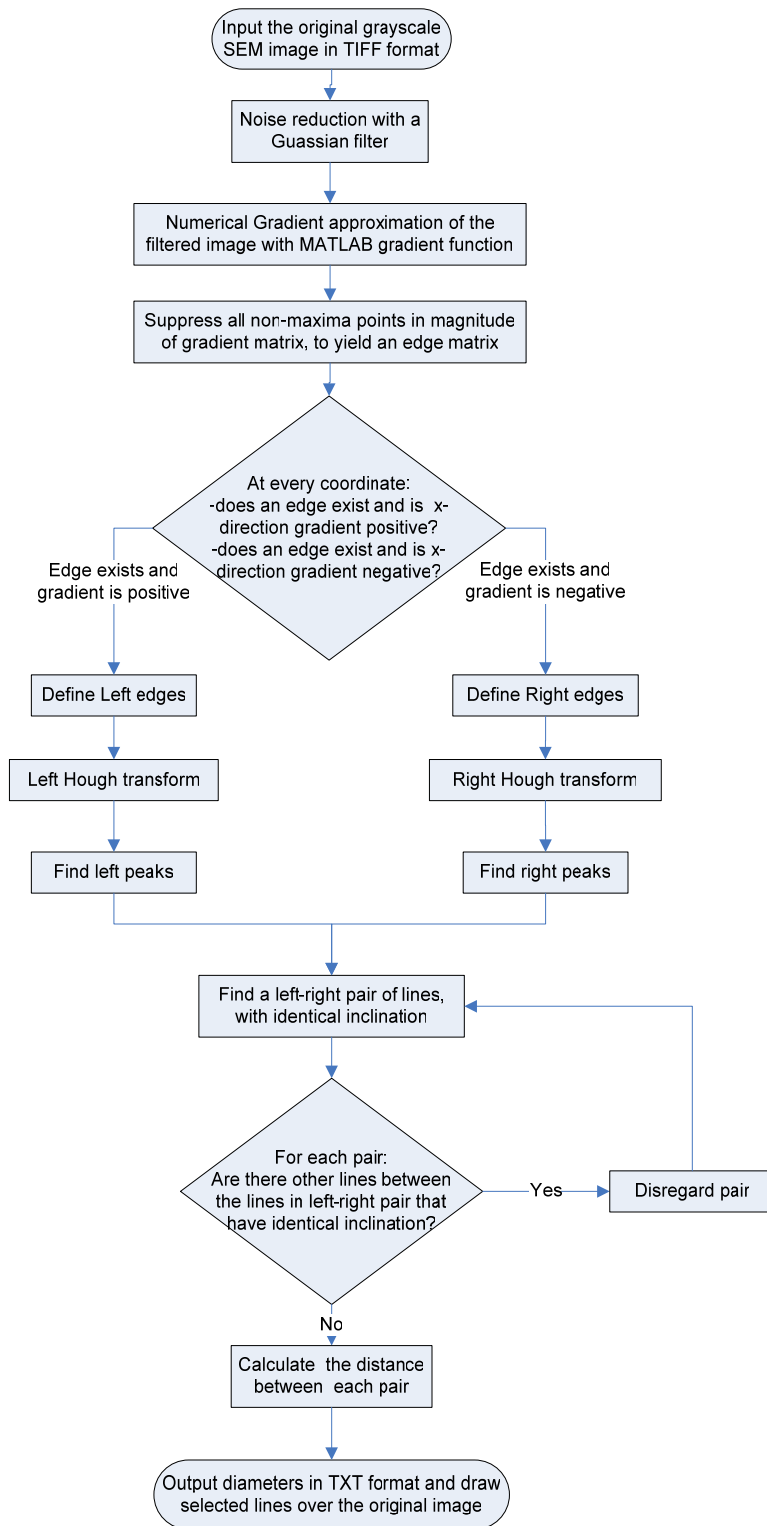 Input the original grayscale
SEM image in TIFF format
Noise reduction with a
Guassian filter
Numerical Gradient approximation of the
filtered image with MATLAB gradient function
Suppress all non-maxima points in magnitude
of gradient matrix, to yield an edge matrix
At every coordinate:
-does an edge exist and is x-
direction gradient positive?
-does an edge exist and is x-
direction gradient negative?
Edge exists and
gradient is positive
Edge exists and
gradient is negative
Define Left edges
Define Right edges
Left Hough transform
Right Hough transform
Find left peaks
Find right peaks
Find a left-right pair of lines,
with identical inclination
For each pair:
Are there other lines between
the lines in left-right pair that
have identical inclination?
Yes
Disregard pair
No
Calculate the distance
between each pair
Output diameters in TXT format and draw
selected lines over the original image